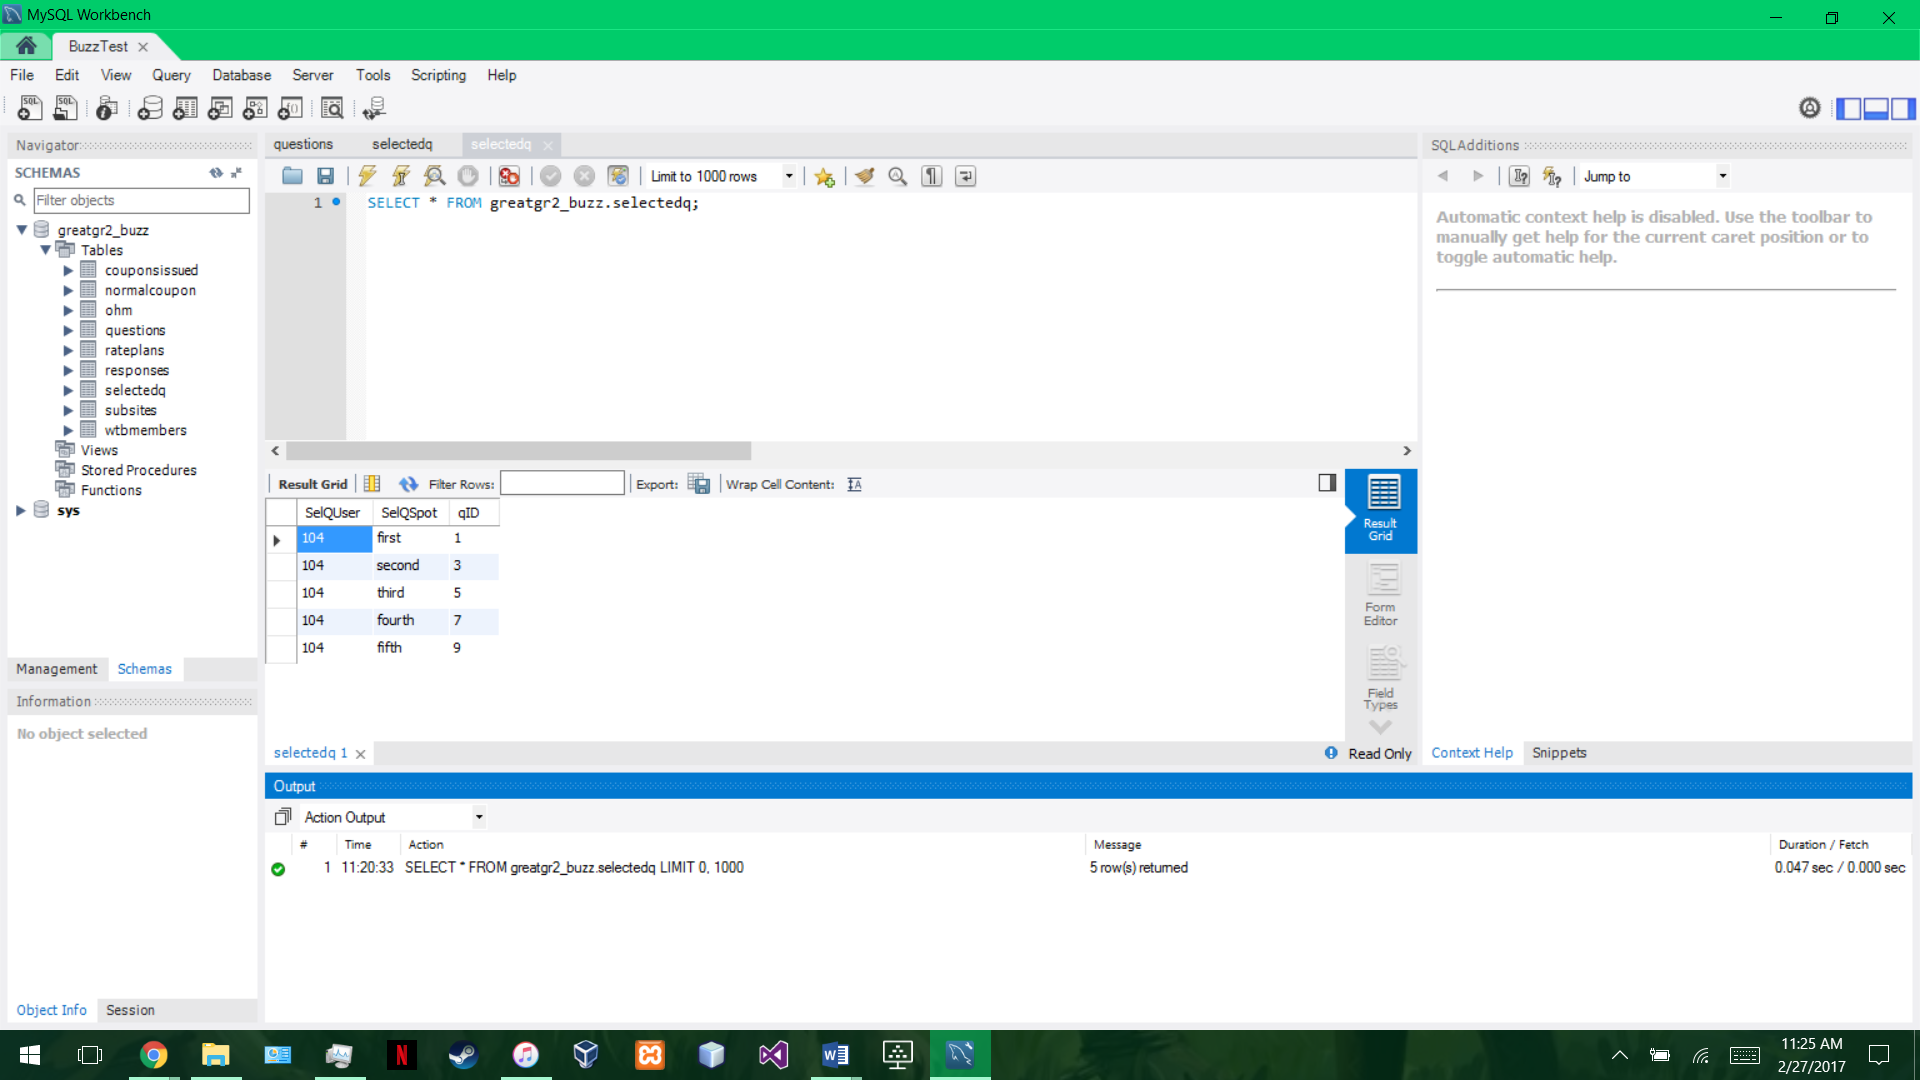 MySQL Workbench
BuzzTest
File Edit View Query Database Server Tools Scripting Help
Navigator
SCHEMAS
Filter objects
greatgr2_buzz
Tables
couponsissued
normalcoupon
ohm
questions
rateplans
responses
selectedq
subsites
wtbmembers
Views
Stored Procedures
Functions
sys
Management Schemas
Information
No object selected
Object Info Session
questions selectedq selectedq
Limit to 1000 rows
1 SELECT * FROM greatgr2_buzz.selectedq;
Result Grid Filter Rows: Export: Wrap Cell Content:
SelQUser SelQSpot qID
104 first 1
104 second 3
104 third 5
104 fourth 7
104 fifth 9
Result
Grid
Form
Editor
Field
Types
selectedq 1
Read Only
SQLAdditions
Jump to
Automatic context help is disabled. Use the toolbar to
manually get help for the current caret position or to
toggle automatic help.
Context Help Snippets
Output
Action Output
# Time Action Message Duration / Fetch
1 11:20:33 SELECT * FROM greatgr2_buzz.selectedq LIMIT 0, 1000 5 row(s) returned 0.047 sec / 0.000 sec
11:25 AM
2/27/2017